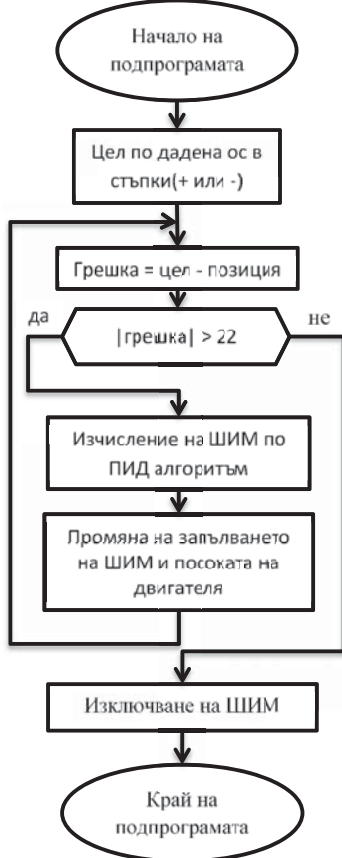 Начало на
подпрограмата
Цел по дадена ос в
стъпки(+ или -)
Грешка = цел - позиция
да
|грешка| > 22
не
Изчисление на ШИМ по
ПИД алгоритъм
Промяна на запълването
на ШИМ и посоката на
двигателя
Изключване на ШИМ
Край на
подпрограмата